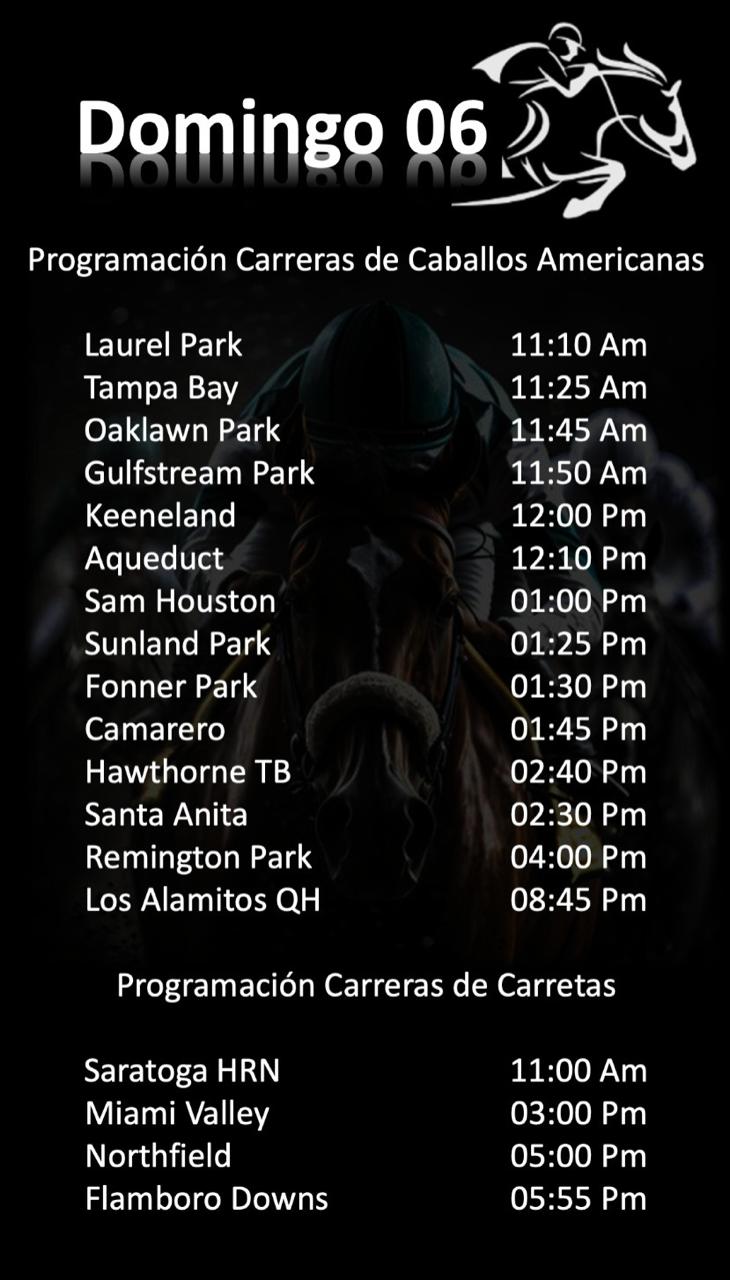 Domingo 06
Programación Carreras de Caballos Americanas
Laurel Park 11:10 Am
Tampa Bay 11:25 Am
Oaklawn Park 11:45 Am
Gulfstream Park 11:50 Am
Keeneland 12:00 Pm
Aqueduct 12:10 Pm
Sam Houston 01:00 Pm
Sunland Park 01:25 Pm
Fonner Park 01:30 Pm
Camarero 01:45 Pm
Hawthorne TB 02:40 Pm
Santa Anita 02:30 Pm
Remington Park 04:00 Pm
Los Alamitos QH 08:45 Pm
Programación Carreras de Carretas
Saratoga HRN 11:00 Am
Miami Valley 03:00 Pm
Northfield 05:00 Pm
Flamboro Downs 05:55 Pm